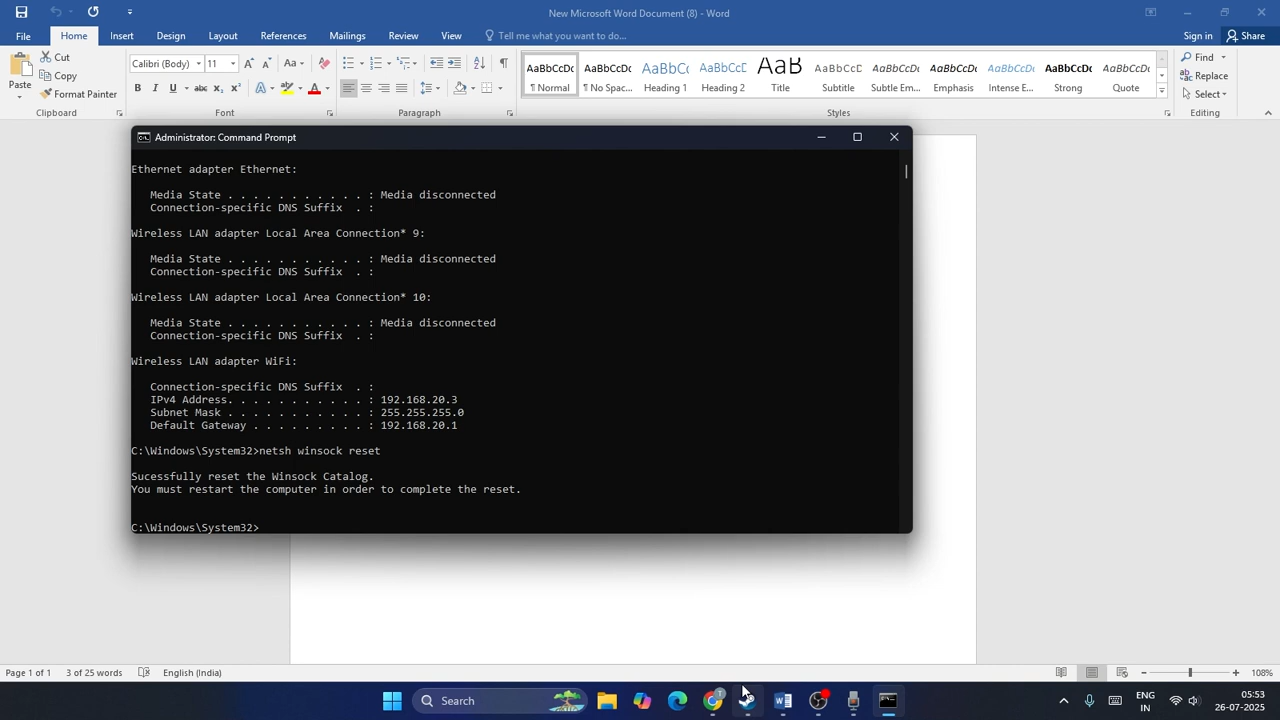 New Microsoft Word Document (8) - Word
File Home Insert Design Layout References Mailings Review View Tell me what you want to do... Sign in Share
Paste Cut Copy Format Painter
Clipboard
Calibri (Body) 11
Font
Paragraph
AaBbCcDc AaBbCcDc AaBbCc AaBbCcD AaB AaBbCcD AaBbCcDc AaBbCcDc AaBbCcDc AaBbCcDc AaBbCcDc
¶ Normal ¶ No Spac... Heading 1 Heading 2 Title Subtitle Subtle Em... Emphasis Intense E... Strong Quote
Styles
Find
Replace
Select
Editing
Administrator: Command Prompt
Ethernet adapter Ethernet:
Media State . . . . . . . . . . . : Media disconnected
Connection-specific DNS Suffix . :
Wireless LAN adapter Local Area Connection* 9:
Media State . . . . . . . . . . . : Media disconnected
Connection-specific DNS Suffix . :
Wireless LAN adapter Local Area Connection* 10:
Media State . . . . . . . . . . . : Media disconnected
Connection-specific DNS Suffix . :
Wireless LAN adapter WiFi:
Connection-specific DNS Suffix . :
IPv4 Address. . . . . . . . . . . : 192.168.20.3
Subnet Mask . . . . . . . . . . . : 255.255.255.0
Default Gateway . . . . . . . . . : 192.168.20.1
C:\Windows\System32>netsh winsock reset
Sucessfully reset the Winsock Catalog.
You must restart the computer in order to complete the reset.
C:\Windows\System32>
Page 1 of 1 3 of 25 words English (India) 108%
Search
ENG
IN
05:53
26-07-2025